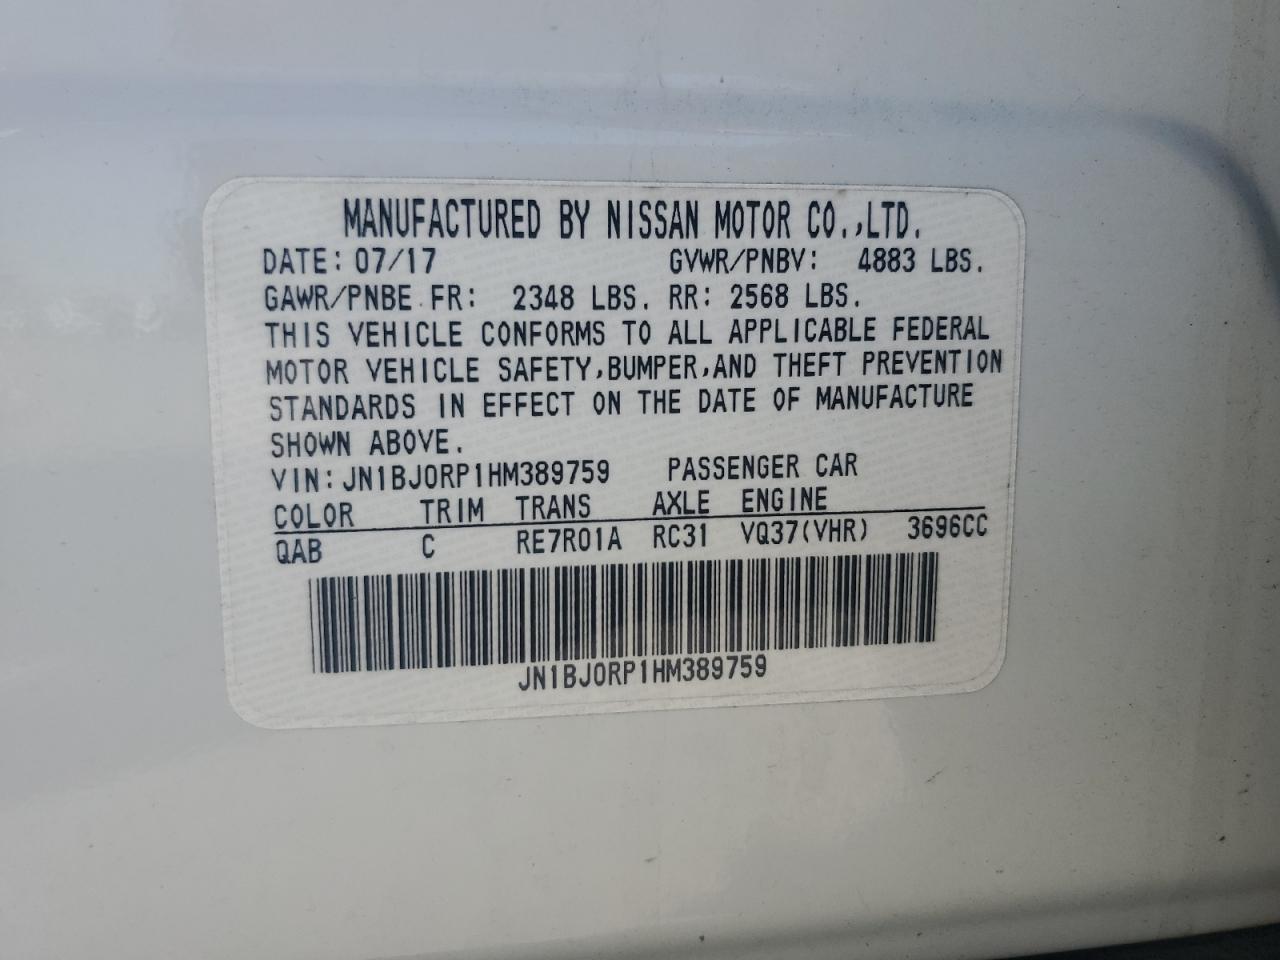 MANUFACTURED BY NISSAN MOTOR CO.,LTD.
DATE: 07/17 GVWR/PNBV: 4883 LBS.
GAWR/PNBE FR: 2348 LBS. RR: 2568 LBS.
THIS VEHICLE CONFORMS TO ALL APPLICABLE FEDERAL
MOTOR VEHICLE SAFETY,BUMPER,AND THEFT PREVENTION
STANDARDS IN EFFECT ON THE DATE OF MANUFACTURE
SHOWN ABOVE.
VIN:JN1BJ0RP1HM389759 PASSENGER CAR
COLOR TRIM TRANS AXLE ENGINE
QAB C RE7R01A RC31 VQ37(VHR) 3696CC
JN1BJ0RP1HM389759